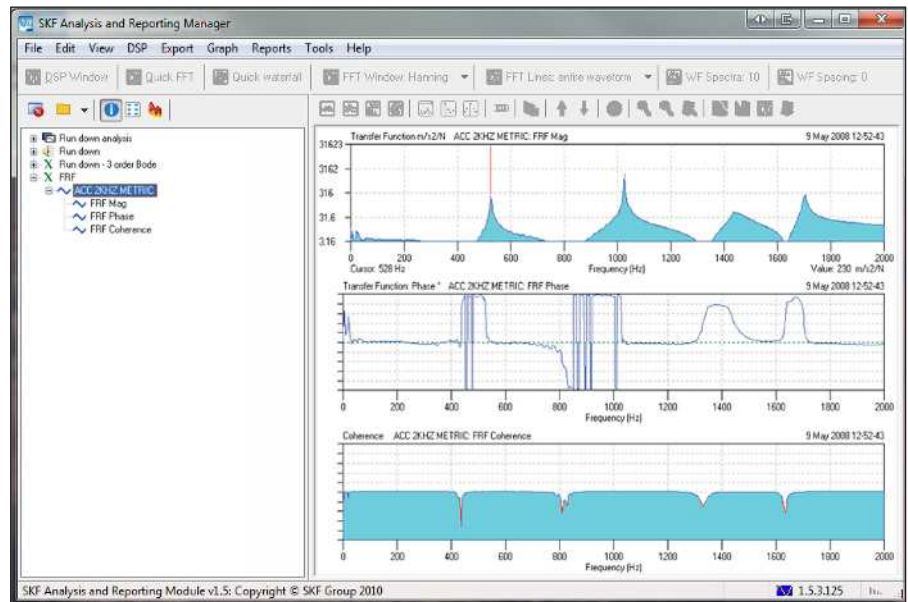 SKF Analysis and Reporting Manager
File Edit View DSP Export Graph Reports Tools Help
DSP Window Quick FFT Quick waterfall FFT Window: Hanning FFT Lines: entire waveform WF Spectra: 10 WF Spacing: 0
Run down analysis
Run down
Run down - 3 order Bode
FRF
ACC 2KHZ METRIC
FRF Mag
FRF Phase
FRF Coherence
Transfer Function m/s2/N ACC 2KHZ METRIC: FRF Mag 9 May 2008 12-52-43
31623
3162
316
31.6
3.16
0 200 400 600 800 1000 1200 1400 1600 1800 2000
Cursor: 528 Hz Frequency (Hz) Value: 230 m/s2/N
Transfer Function: Phase ° ACC 2KHZ METRIC: FRF Phase 9 May 2008 12-52-43
0 200 400 600 800 1000 1200 1400 1600 1800 2000
Frequency (Hz)
Coherence ACC 2KHZ METRIC: FRF Coherence 9 May 2008 12-52-43
0 200 400 600 800 1000 1200 1400 1600 1800 2000
Frequency (Hz)
SKF Analysis and Reporting Module v1.5: Copyright © SKF Group 2010 1.5.3.125